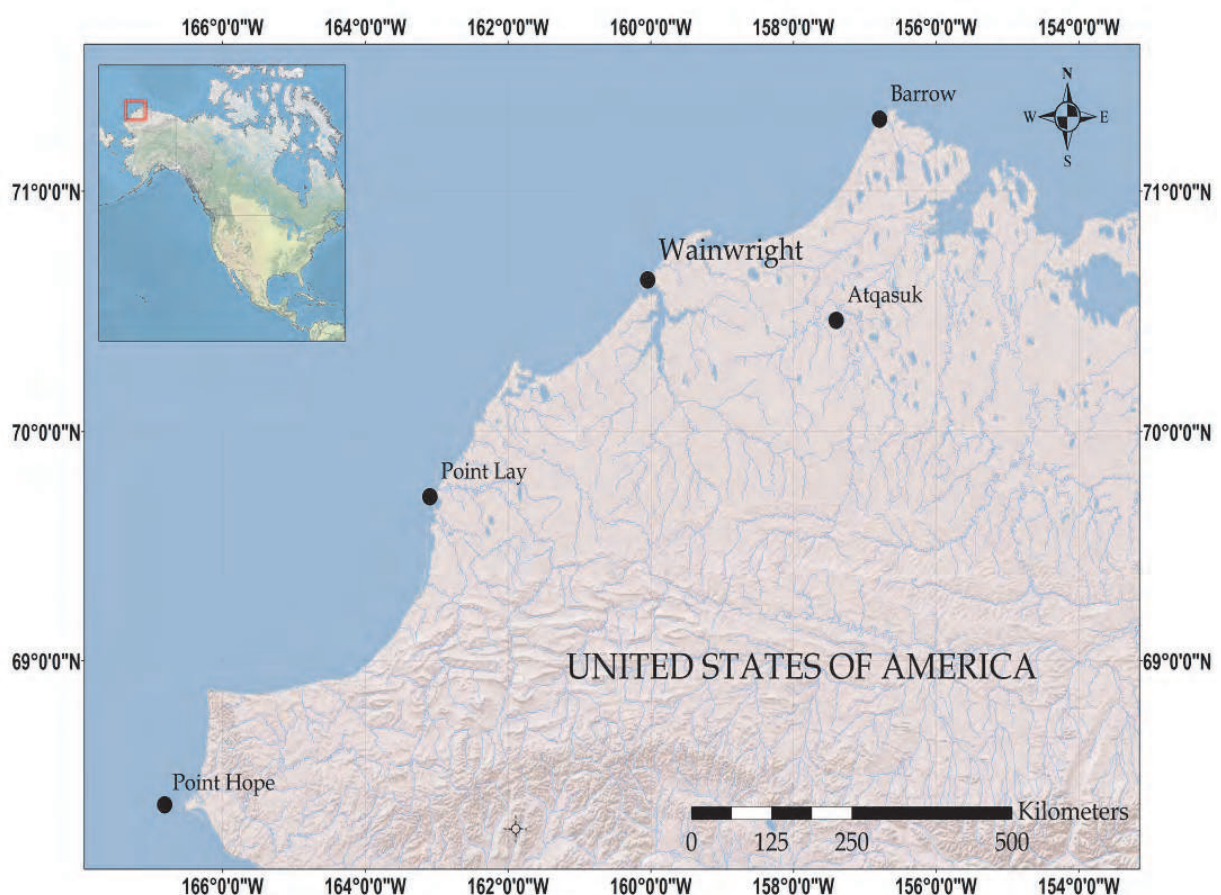 166°0'0"W 164°0'0"W 162°0'0"W 160°0'0"W 158°0'0"W 156°0'0"W 154°0'0"W
N
W E
S
Barrow
71°0'0"N 71°0'0"N
Wainwright
Atqasuk
70°0'0"N 70°0'0"N
Point Lay
69°0'0"N 69°0'0"N
UNITED STATES OF AMERICA
Point Hope
Kilometers
0 125 250 500
166°0'0"W 164°0'0"W 162°0'0"W 160°0'0"W 158°0'0"W 156°0'0"W 154°0'0"W